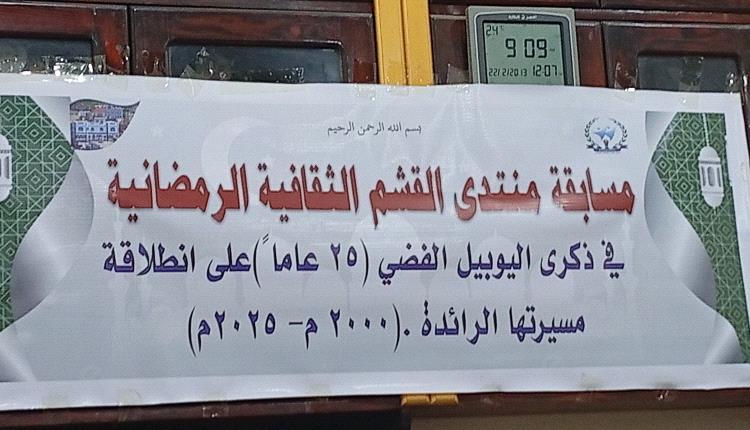 9 09
24
22/2/2013 12:07
بسم الله الرحمن الرحيم
مسابقة منتدى القشم الثقافية الرمضانية
في ذكرى اليوبيل الفضي (٢٥ عاماً) على انطلاقة
مسيرتها الرائدة .(٢٠٠٠ م- ٢٠٢٥م)